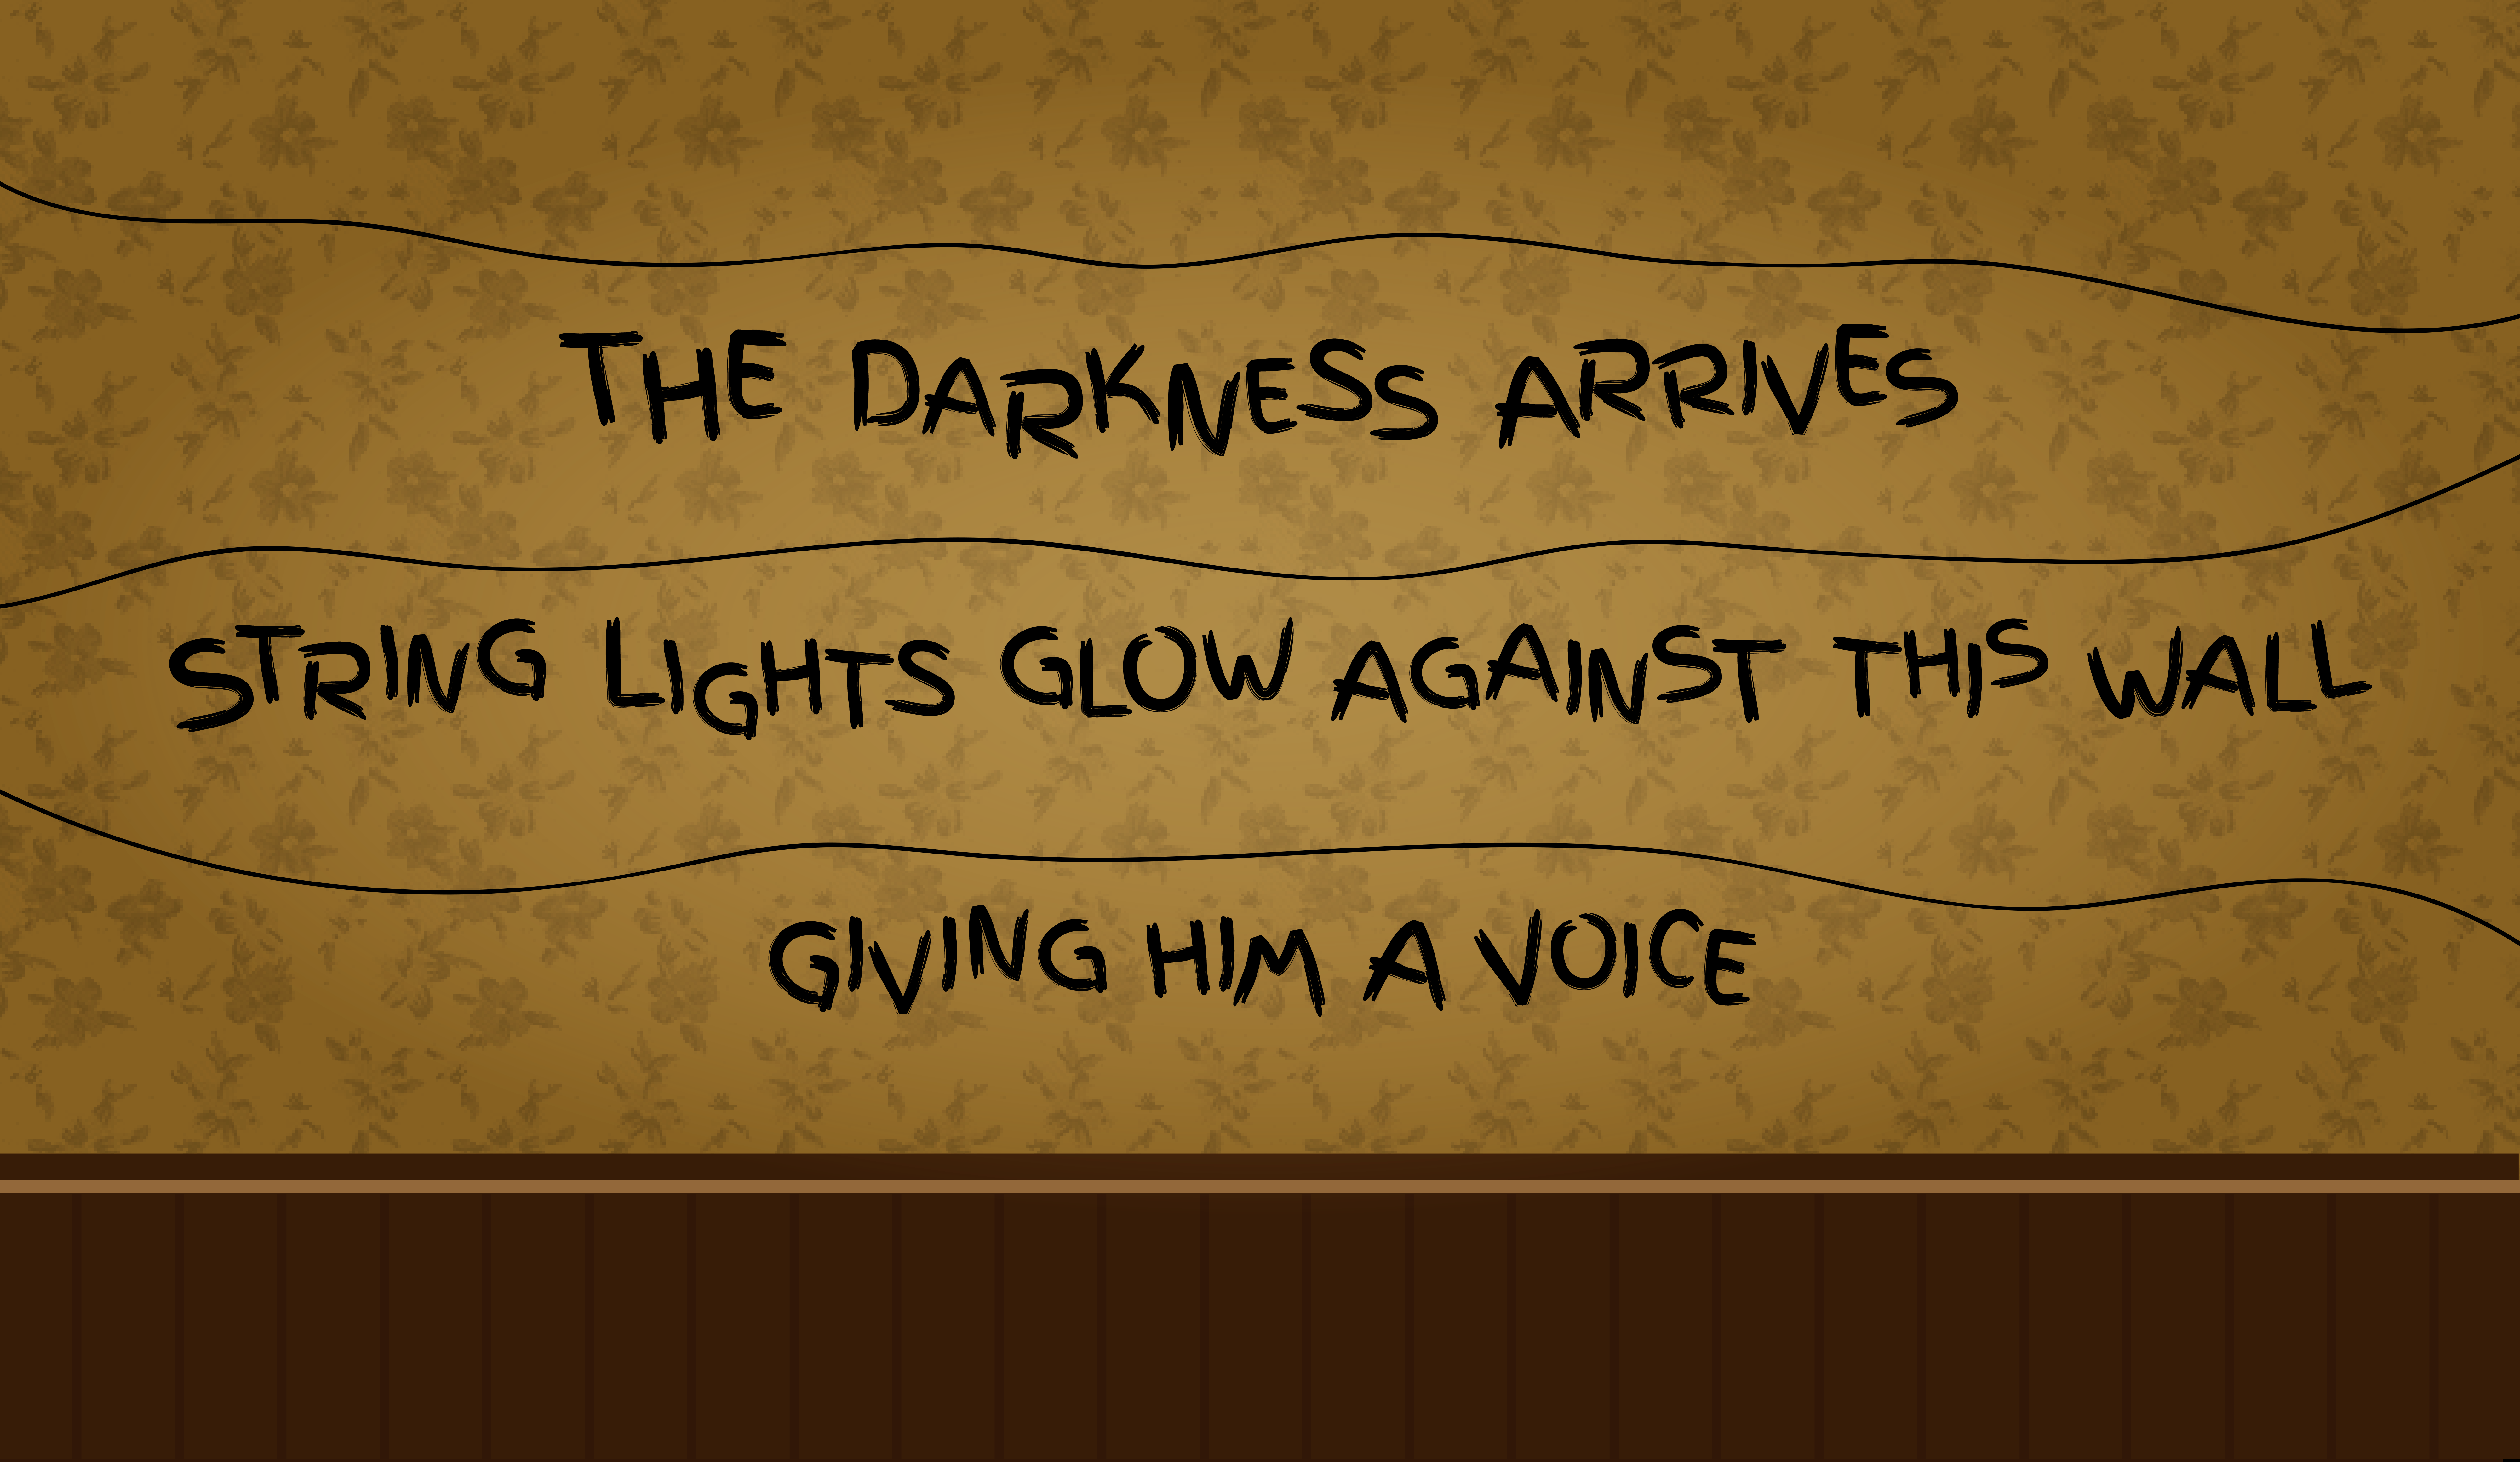 THE DARKNESS ARRIVES
STRING LIGHTS GLOW AGAINST THIS WALL
GIVING HIM A VOICE